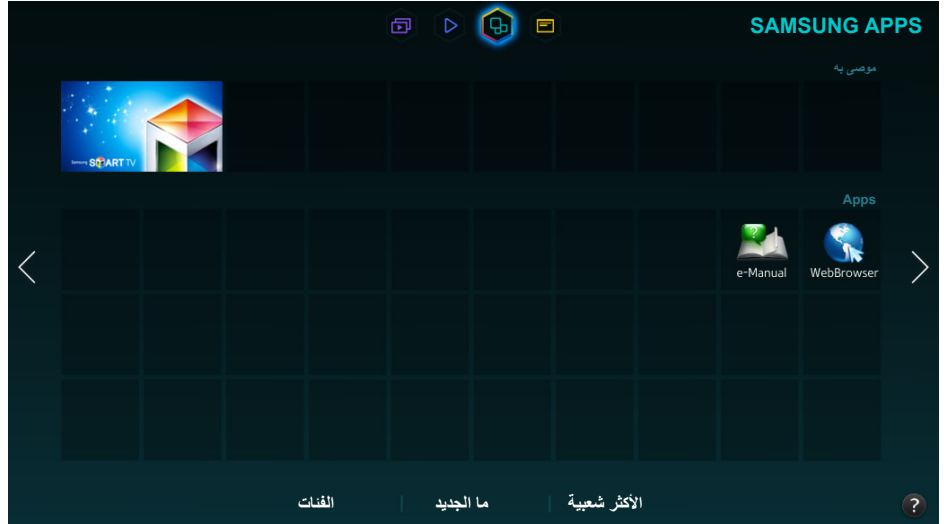 SAMSUNG APPS
موصى به
Samsung SMART TV
Apps
WebBrowser
e-Manual
الأكثر شعبية
ما الجديد
الفئات
?